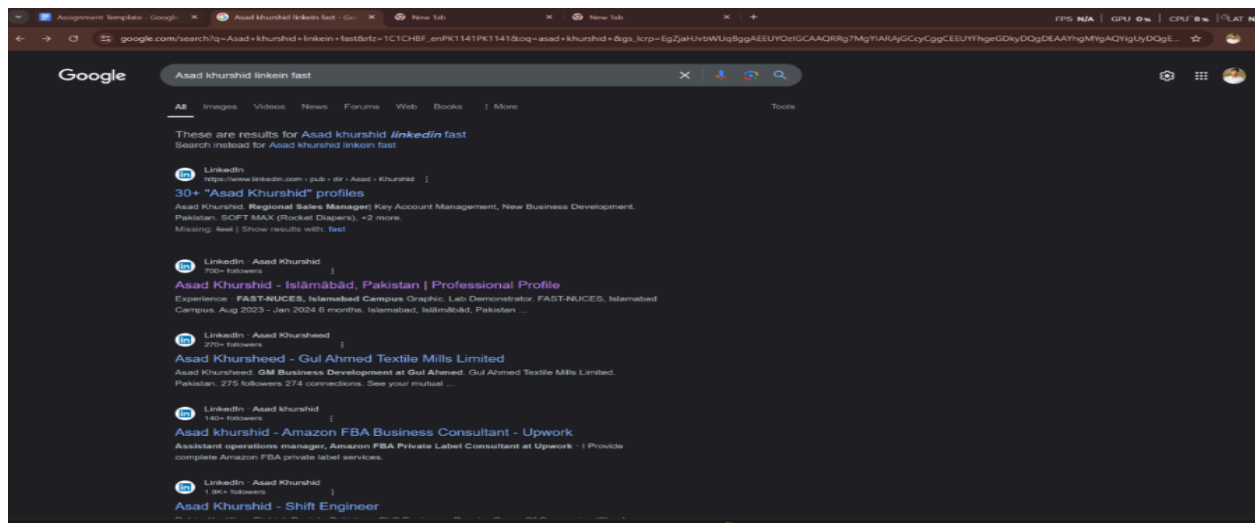 Assignment Template - Google
Asad khurshid linkein fast - Go
New Tab
New Tab
FPS N/A | GPU 0% | CPU 8% | LAT N
google.com/search?q=Asad+khurshid+linkein+fast&rlz=1C1CHBF_enPK1141PK1141&oq=asad+khurshid+
Google
Asad khurshid linkein fast
All Images Videos News Forums Web Books More Tools
These are results for Asad khurshid linkedin fast
Search instead for Asad khurshid linkein fast
LinkedIn
https://www.linkedin.com › pub › dir › Asad › Khurshid
30+ "Asad Khurshid" profiles
Asad Khurshid. Regional Sales Manager| Key Account Management, New Business Development.
Pakistan. SOFT MAX (Rocket Diapers), +2 more.
Missing: fast | Show results with: fast
LinkedIn · Asad Khurshid
700+ followers
Asad Khurshid - Islāmābād, Pakistan | Professional Profile
Experience · FAST-NUCES, Islamabad Campus Graphic. Lab Demonstrator. FAST-NUCES, Islamabad
Campus. Aug 2023 - Jan 2024 6 months. Islamabad, Islāmābād, Pakistan ...
LinkedIn · Asad Khursheed
270+ followers
Asad Khursheed - Gul Ahmed Textile Mills Limited
Asad Khursheed. GM Business Development at Gul Ahmed. Gul Ahmed Textile Mills Limited.
Pakistan. 275 followers 274 connections. See your mutual ...
LinkedIn · Asad khurshid
140+ followers
Asad khurshid - Amazon FBA Business Consultant - Upwork
Assistant operations manager, Amazon FBA Private Label Consultant at Upwork · I Provide
complete Amazon FBA private label services.
LinkedIn · Asad Khurshid
1.9K+ followers
Asad Khurshid - Shift Engineer